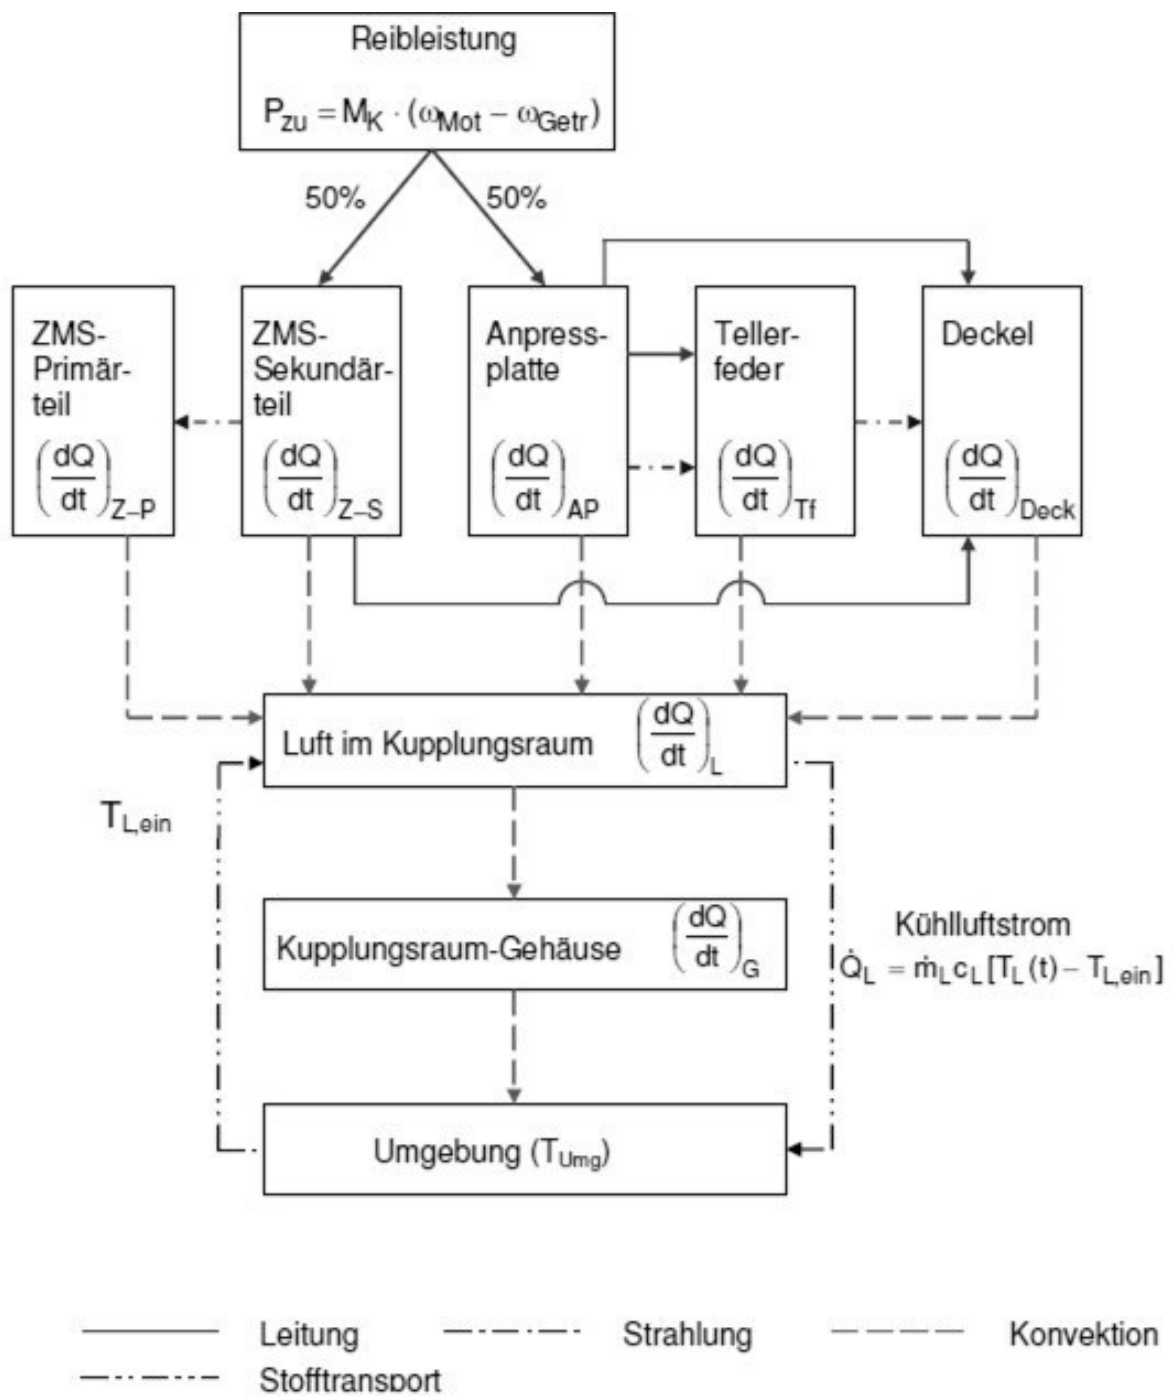 Reibleistung
P_zu = M_K · (ω_Mot − ω_Getr)
50%
50%
ZMS-
Primär-
teil
(dQ/dt)_Z–P
ZMS-
Sekundär-
teil
(dQ/dt)_Z–S
Anpress-
platte
(dQ/dt)_AP
Teller-
feder
(dQ/dt)_Tf
Deckel
(dQ/dt)_Deck
Luft im Kupplungsraum (dQ/dt)_L
T_L,ein
Kupplungsraum-Gehäuse (dQ/dt)_G
Kühlluftstrom
Q̇_L = ṁ_L c_L [T_L (t) − T_L,ein]
Umgebung (T_Umg)
Leitung
Strahlung
Konvektion
Stofftransport